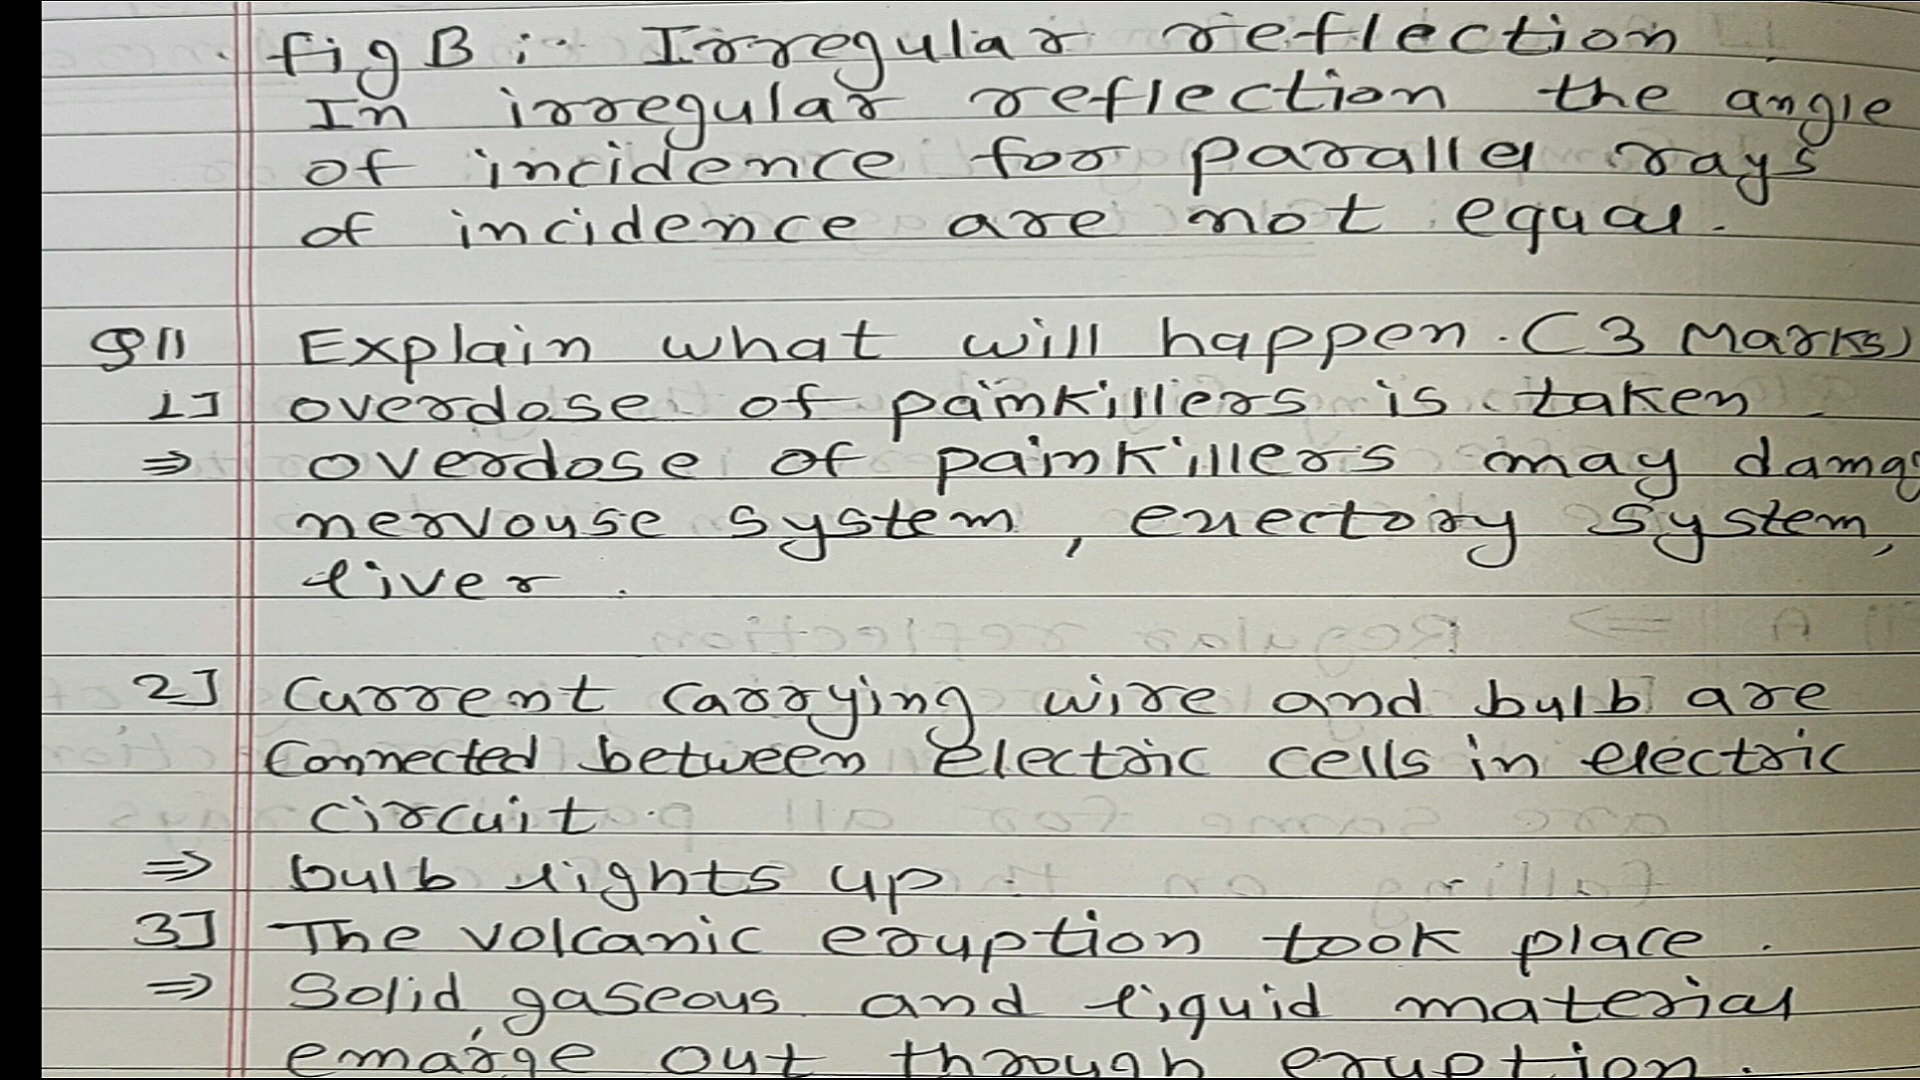 fig B :- Irregular reflection
In irregular reflection the angle
of incidence for parallel rays
of incidence are not equal.
Q11 Explain what will happen. (3 Marks)
1] overdose of painkillers is taken
⇒ overdose of painkillers may damag
nervouse system, exectory system,
liver.
2] Current carrying wire and bulb are
Connected between electric cells in electric
circuit.
⇒ bulb lights up.
3] The volcanic eruption took place.
⇒ Solid, gaseous and liquid material
emarge out through eruption.